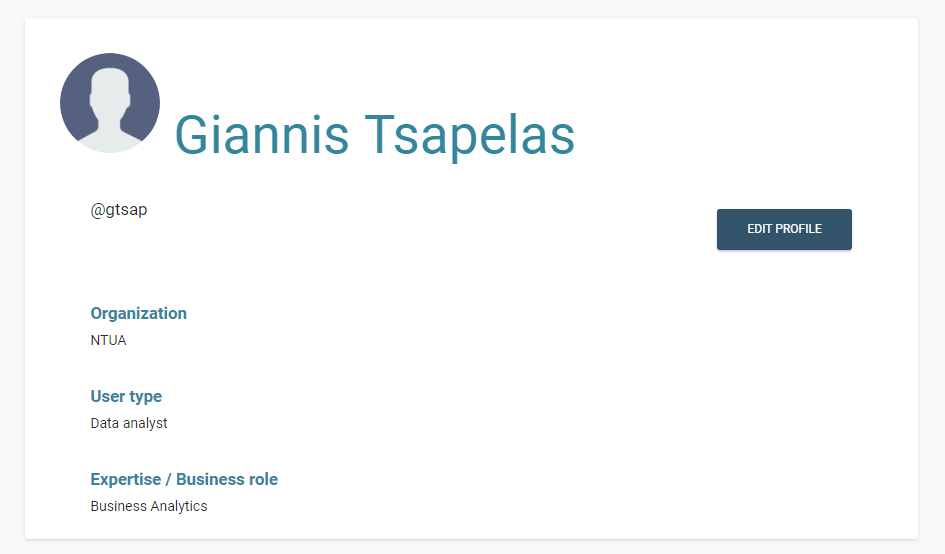 Giannis Tsapelas
@gtsap
EDIT PROFILE
Organization
NTUA
User type
Data analyst
Expertise / Business role
Business Analytics